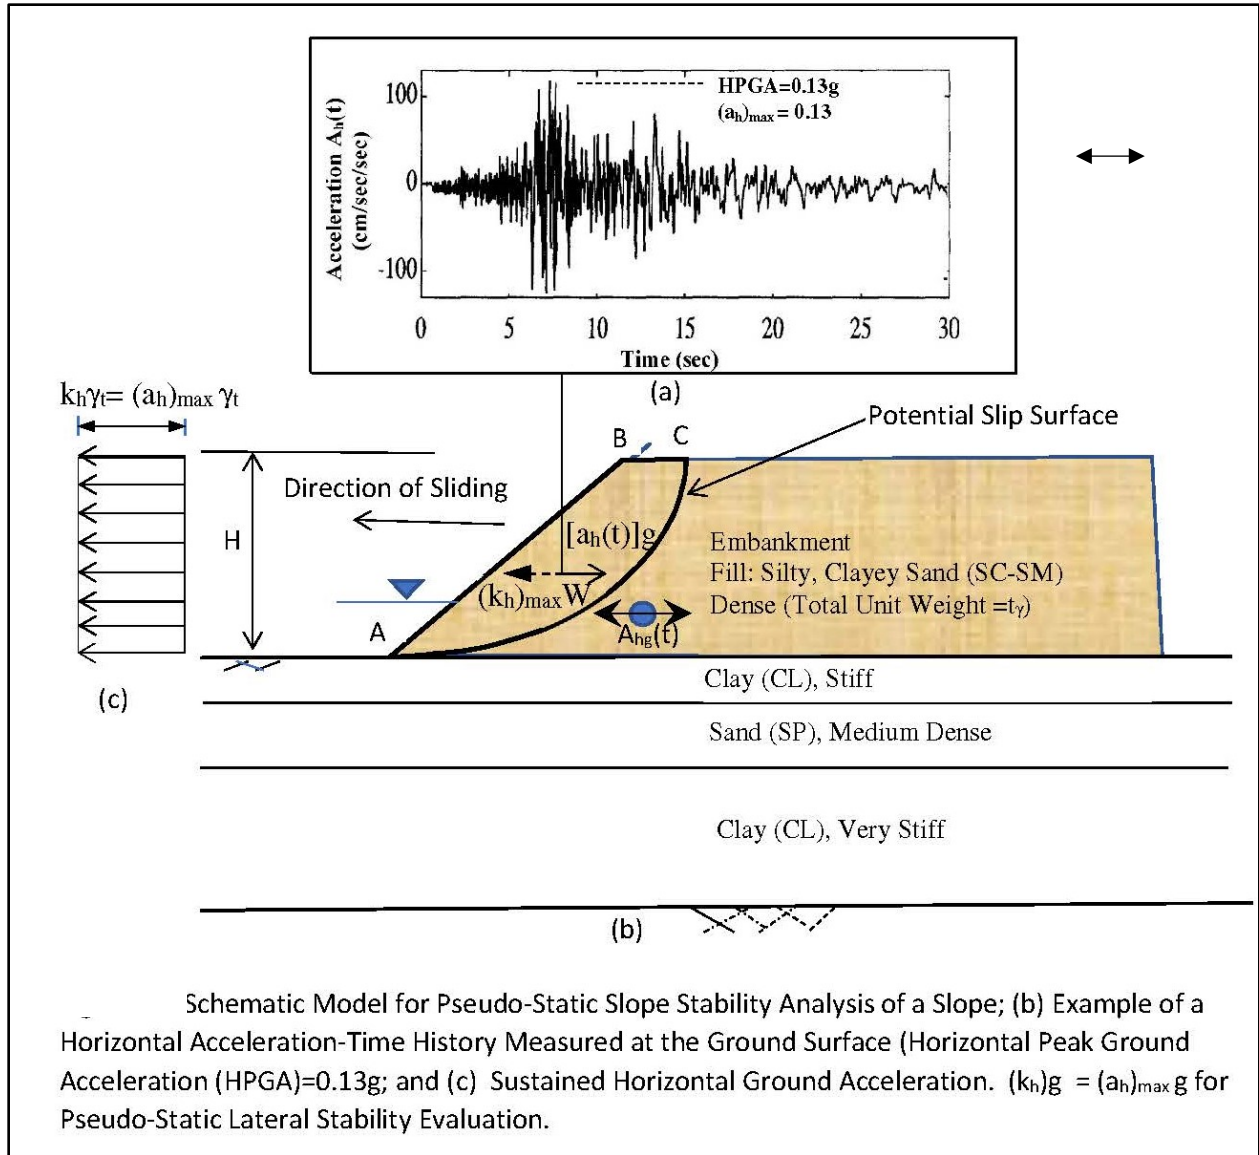 HPGA=0.13g
(aₕ)ₘₐₓ = 0.13
Acceleration Aₕ(t)
(cm/sec/sec)
100
0
-100
0 5 10 15 20 25 30
Time (sec)
(a)
kₕγₜ= (aₕ)ₘₐₓ γₜ
Potential Slip Surface
B C
Direction of Sliding
H
[aₕ(t)]g
(kₕ)ₘₐₓW
Embankment
Fill: Silty, Clayey Sand (SC-SM)
Dense (Total Unit Weight =tᵧ)
A
Aₕg(t)
(c)
Clay (CL), Stiff
Sand (SP), Medium Dense
Clay (CL), Very Stiff
(b)
Schematic Model for Pseudo-Static Slope Stability Analysis of a Slope; (b) Example of a
Horizontal Acceleration-Time History Measured at the Ground Surface (Horizontal Peak Ground
Acceleration (HPGA)=0.13g; and (c) Sustained Horizontal Ground Acceleration. (kₕ)g = (aₕ)ₘₐₓ g for
Pseudo-Static Lateral Stability Evaluation.